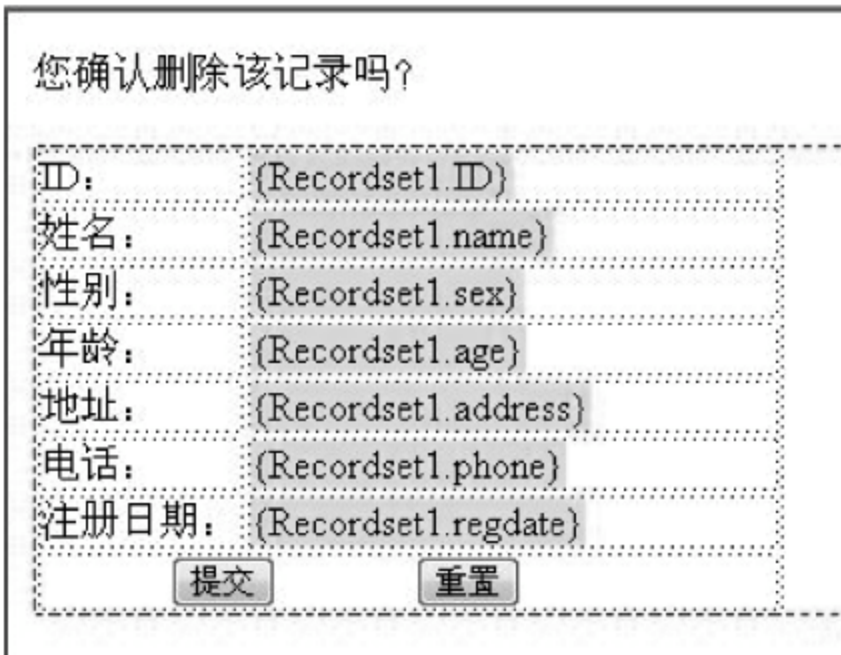 您确认删除该记录吗?
ID： {Recordset1.ID}
姓名： {Recordset1.name}
性别： {Recordset1.sex}
年龄： {Recordset1.age}
地址： {Recordset1.address}
电话： {Recordset1.phone}
注册日期： {Recordset1.regdate}
提交 重置